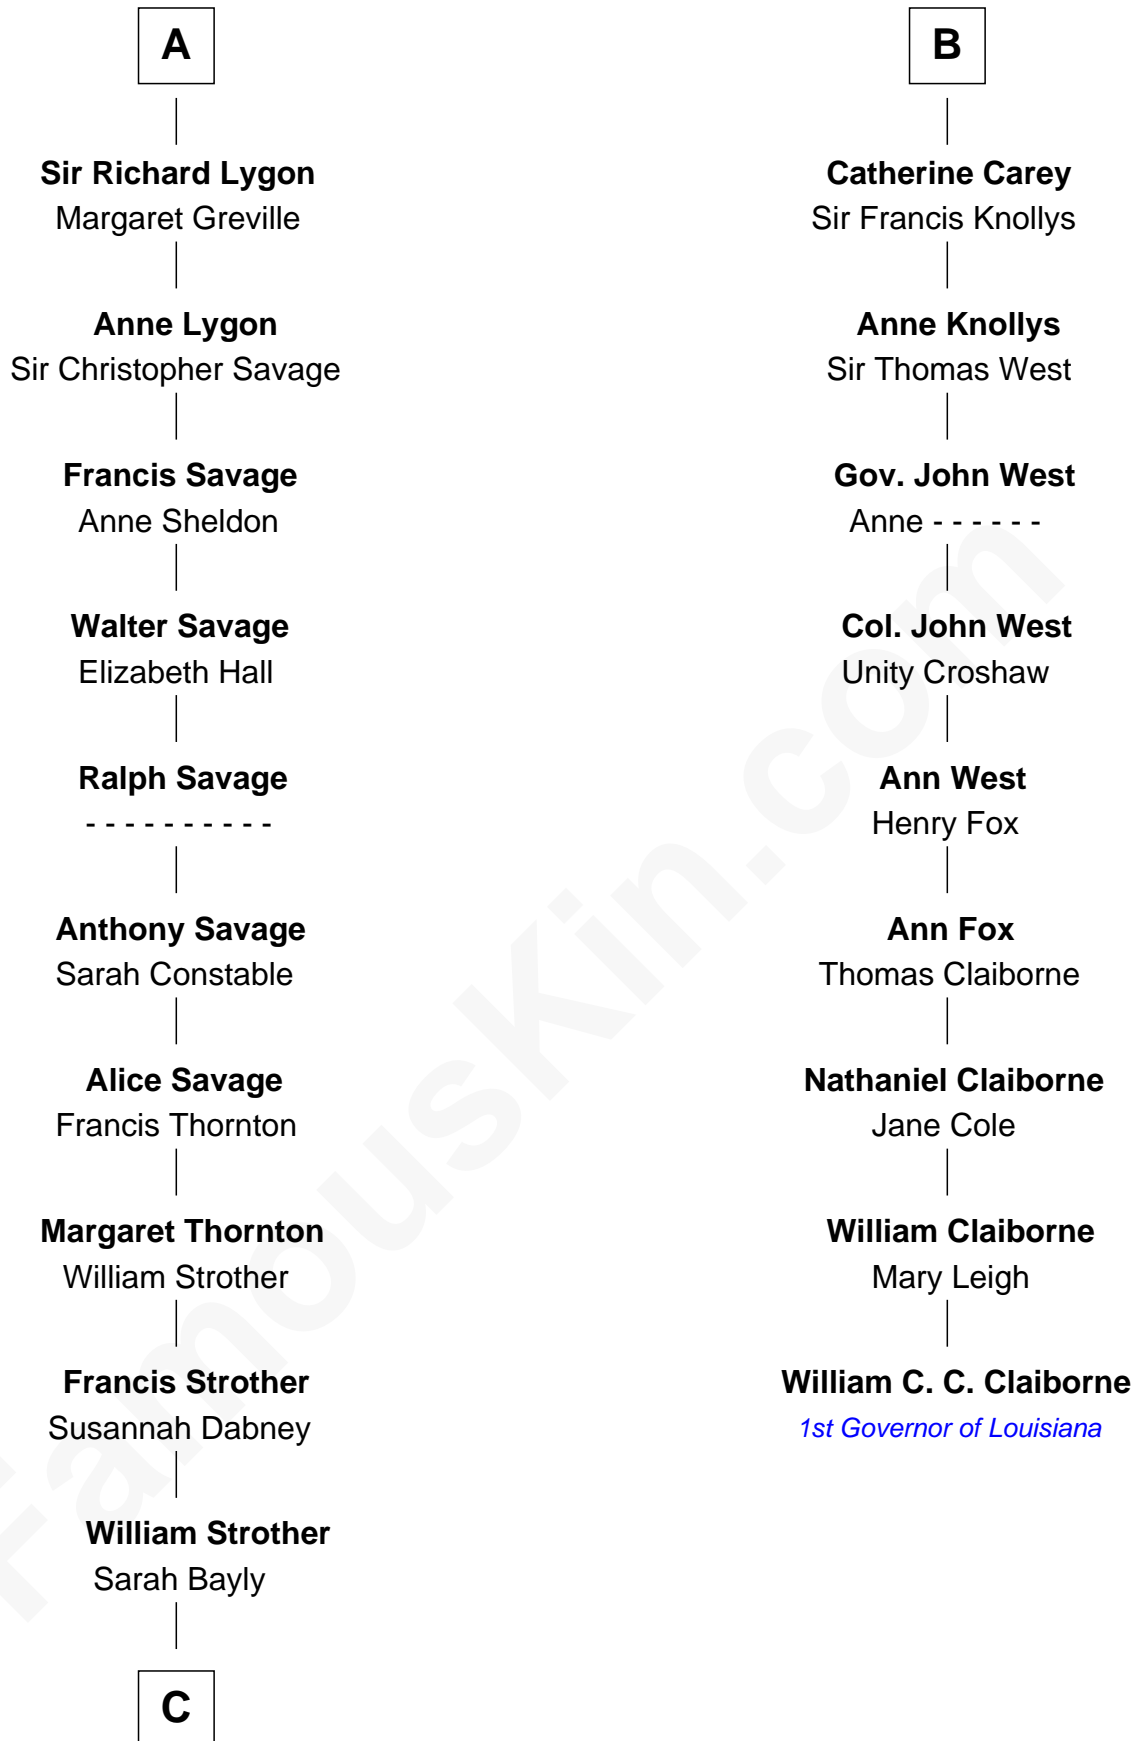 A
Sir Richard Lygon
Margaret Greville
Anne Lygon
Sir Christopher Savage
Francis Savage
Anne Sheldon
Walter Savage
Elizabeth Hall
Ralph Savage
- - - - - - - - - -
Anthony Savage
Sarah Constable
Alice Savage
Francis Thornton
Margaret Thornton
William Strother
Francis Strother
Susannah Dabney
William Strother
Sarah Bayly
C
B
Catherine Carey
Sir Francis Knollys
Anne Knollys
Sir Thomas West
Gov. John West
Anne - - - - - -
Col. John West
Unity Croshaw
Ann West
Henry Fox
Ann Fox
Thomas Claiborne
Nathaniel Claiborne
Jane Cole
William Claiborne
Mary Leigh
William C. C. Claiborne
1st Governor of Louisiana
FamousKin.com